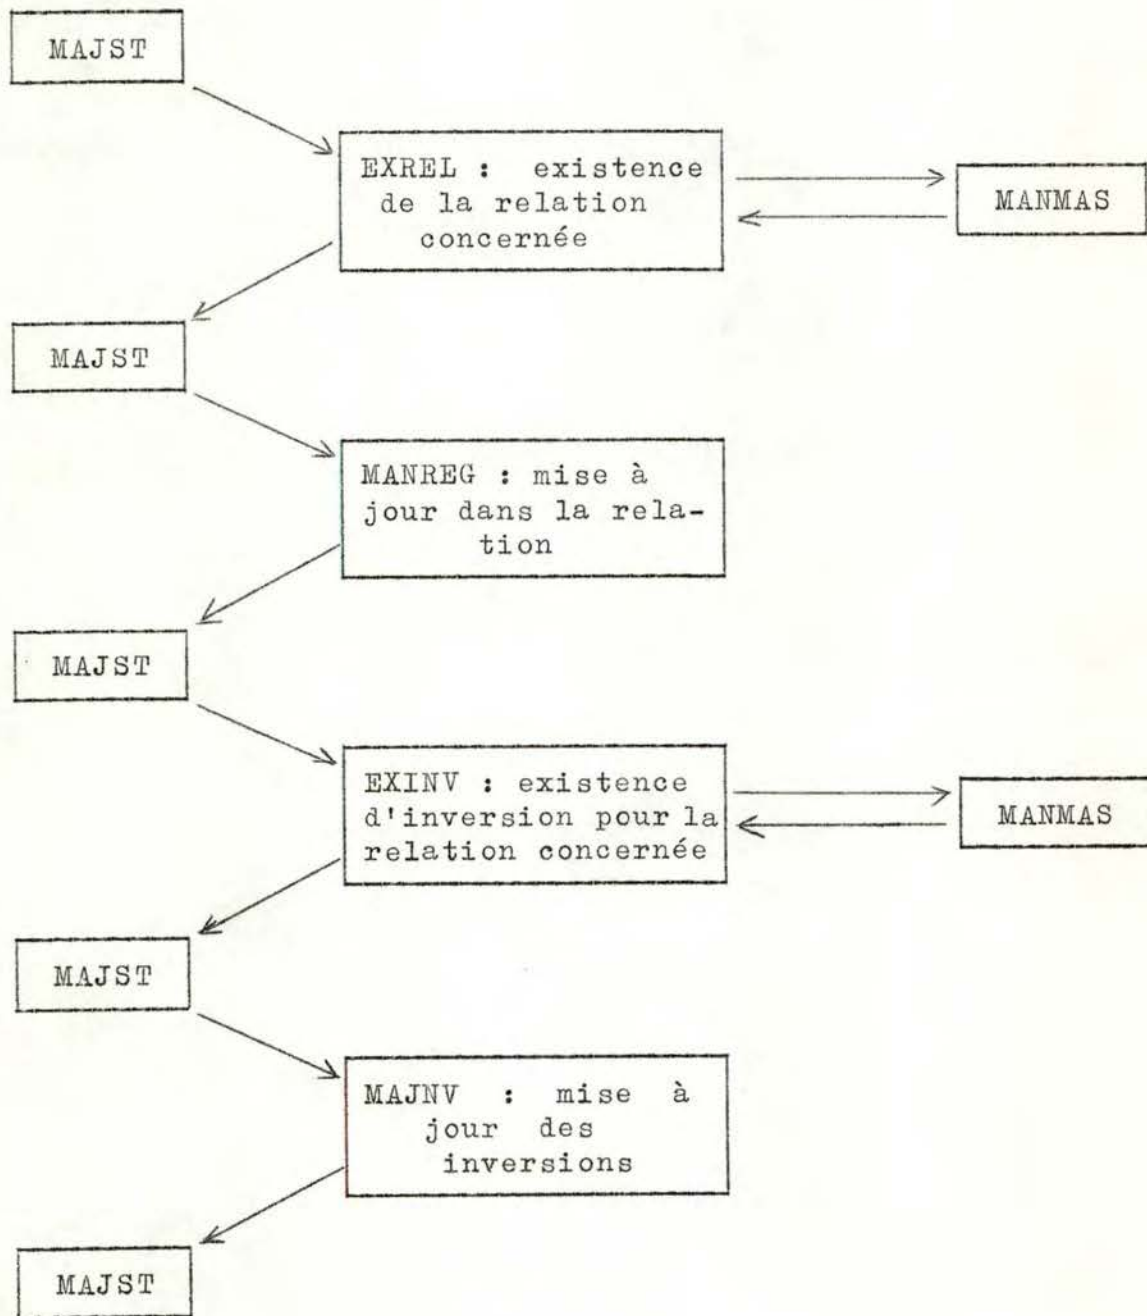 MAJST
EXREL : existence
de la relation
concernée
MANMAS
MAJST
MANREG : mise à
jour dans la rela-
tion
MAJST
EXINV : existence
d'inversion pour la
relation concernée
MANMAS
MAJST
MAJNV : mise à
jour des
inversions
MAJST